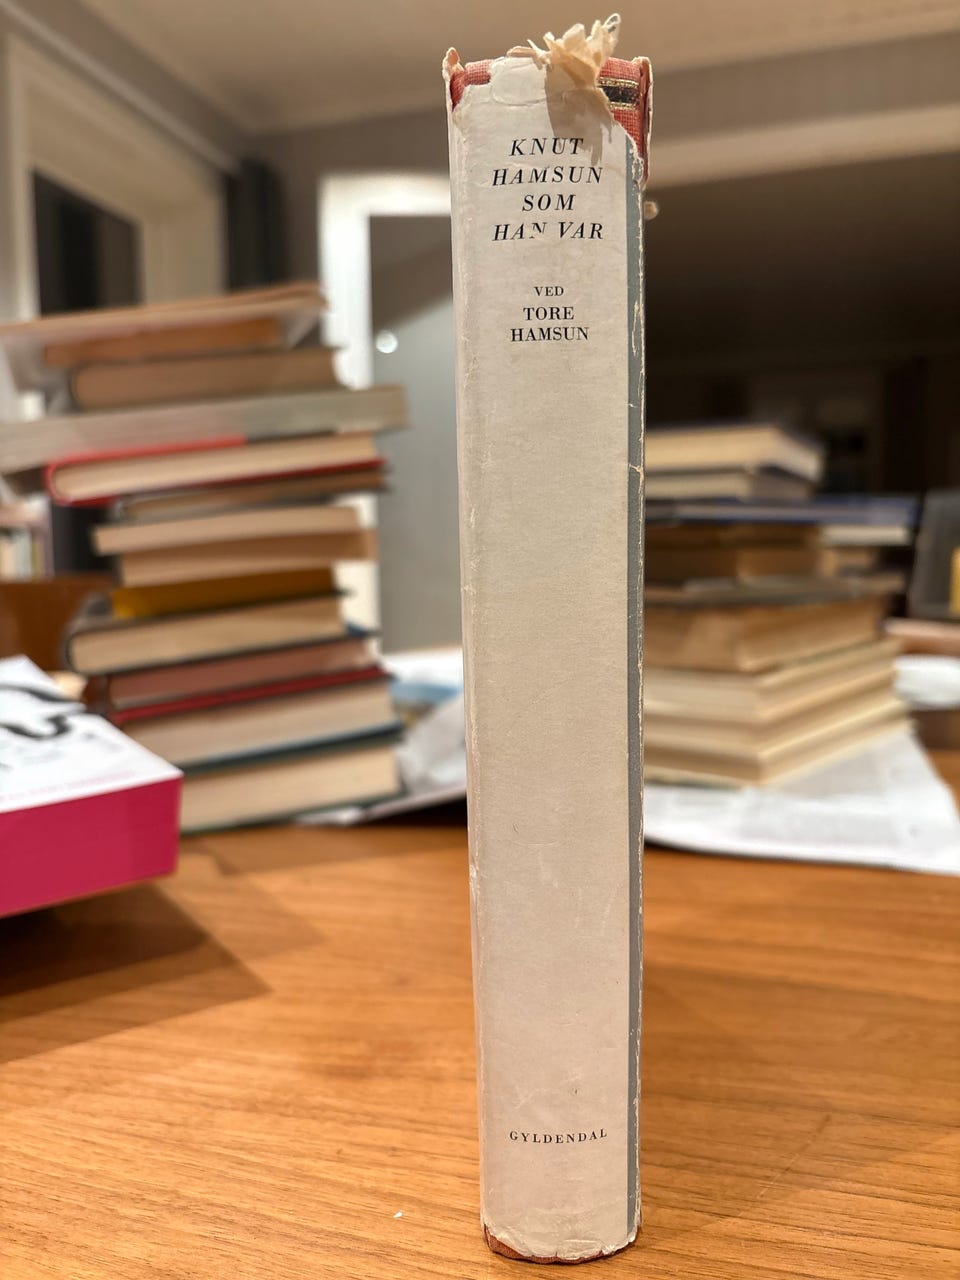 KNUT
HAMSUN
SOM
HAN VAR
VED
TORE
HAMSUN
GYLDENDAL